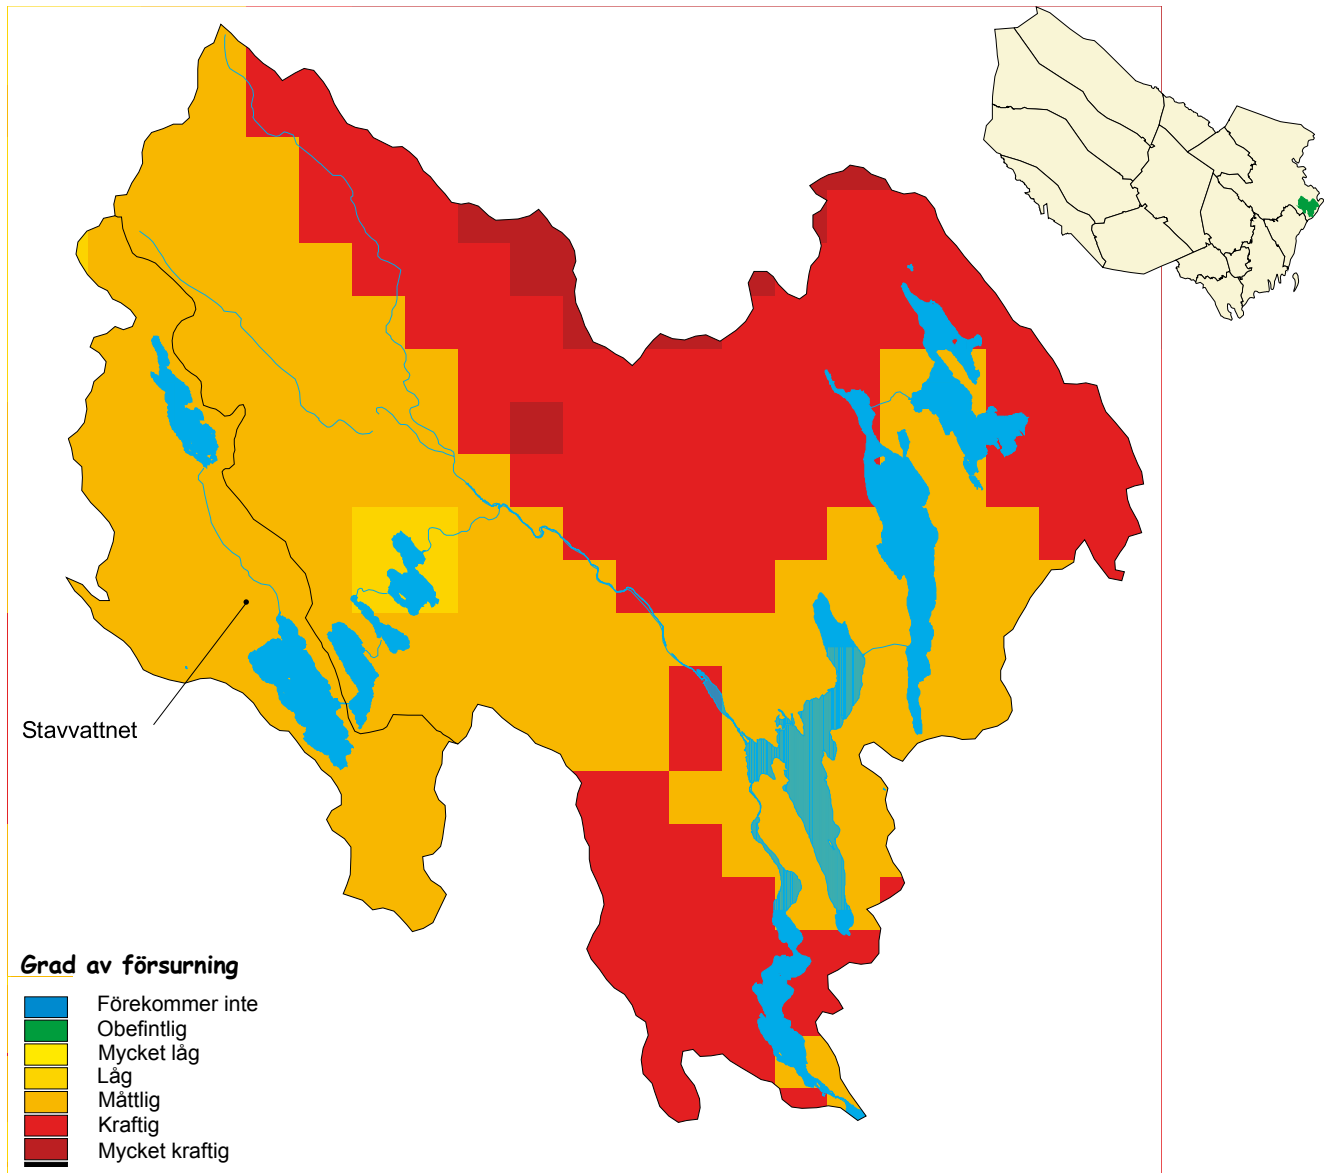 Stavvattnet
Grad av försurning
Förekommer inte
Obefintlig
Mycket låg
Låg
Måttlig
Kraftig
Mycket kraftig